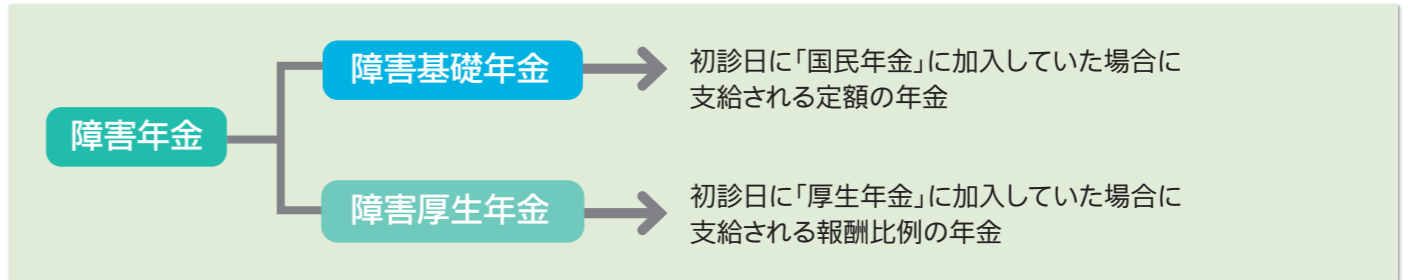 障害年金
障害基礎年金
初診日に「国民年金」に加入していた場合に
支給される定額の年金
障害厚生年金
初診日に「厚生年金」に加入していた場合に
支給される報酬比例の年金